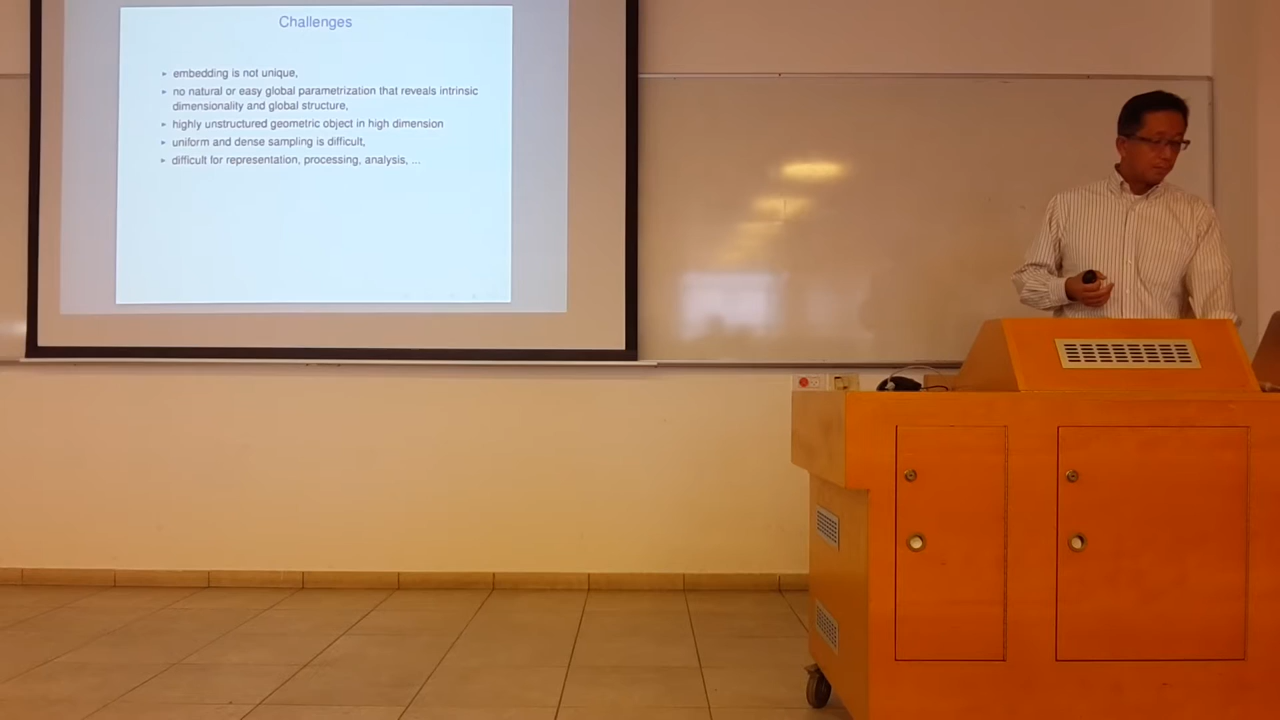 Challenges
embedding is not unique,
no natural or easy global parametrization that reveals intrinsic
dimensionality and global structure,
highly unstructured geometric object in high dimension
uniform and dense sampling is difficult,
difficult for representation, processing, analysis, ...